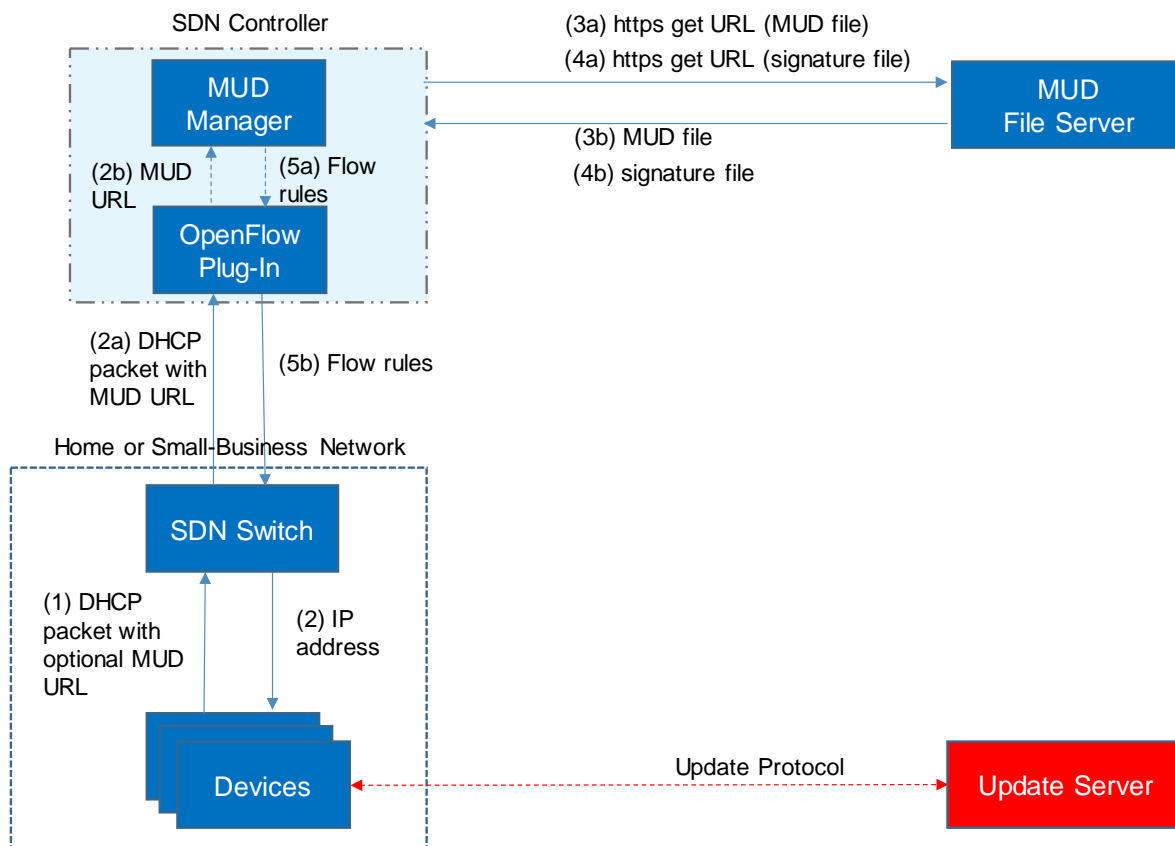 SDN Controller
(3a) https get URL (MUD file)
(4a) https get URL (signature file)
MUD
Manager
MUD
File Server
(3b) MUD file
(4b) signature file
(2b) MUD
URL
(5a) Flow
rules
OpenFlow
Plug-In
(2a) DHCP
packet with
MUD URL
(5b) Flow rules
Home or Small-Business Network
SDN Switch
(1) DHCP
packet with
optional MUD
URL
(2) IP
address
Devices
Update Protocol
Update Server